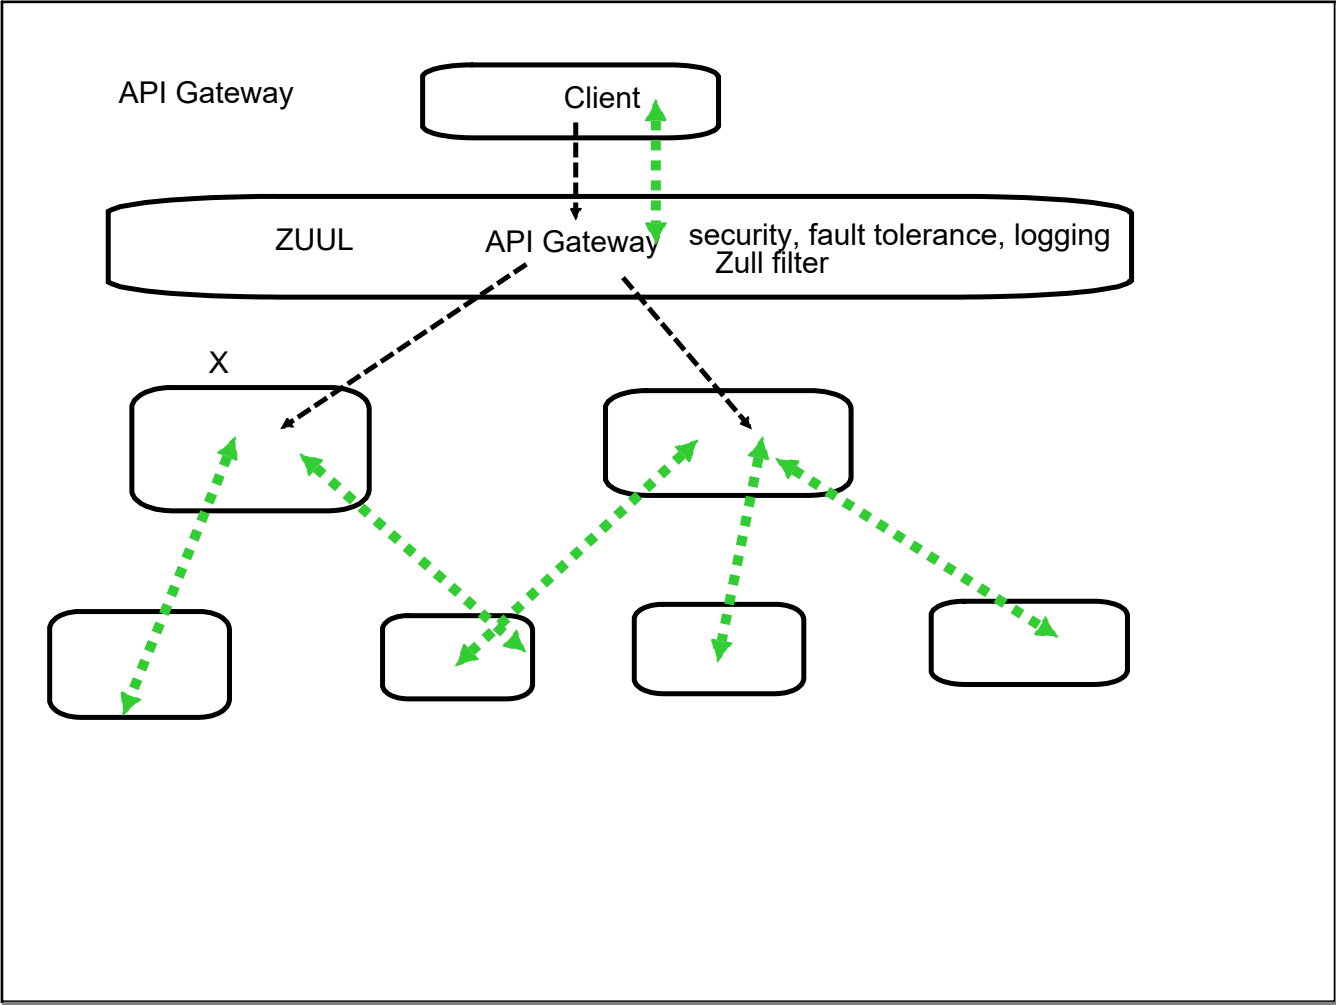 API Gateway
Client
ZUUL
API Gateway
security, fault tolerance, logging
Zull filter
X